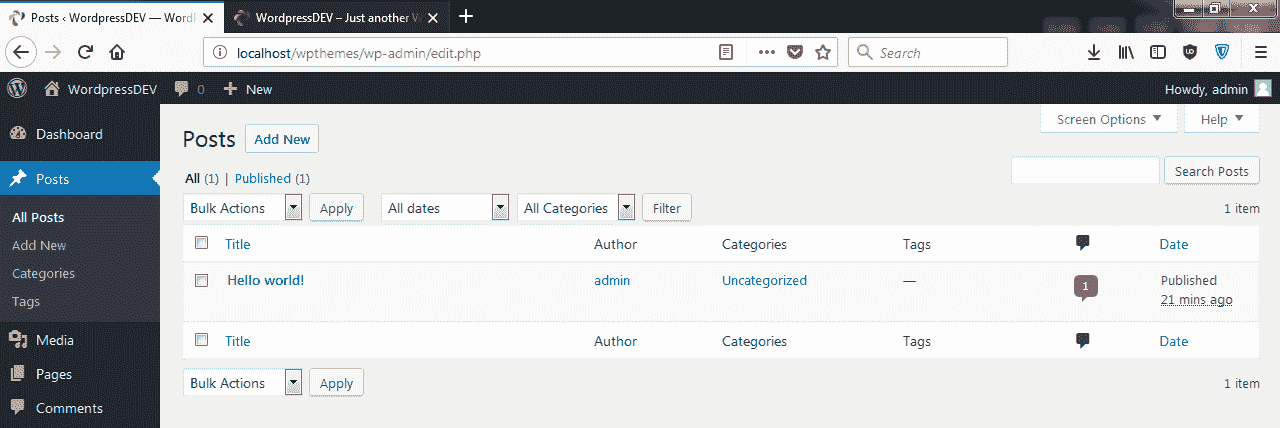 Posts ‹ WordpressDEV — WordP
WordpressDEV – Just another W
localhost/wpthemes/wp-admin/edit.php
Search
WordpressDEV 0 New Howdy, admin
Dashboard
Posts
All Posts
Add New
Categories
Tags
Media
Pages
Comments
Screen Options Help
Posts Add New
All (1) | Published (1)
Search Posts
Bulk Actions Apply All dates All Categories Filter 1 item
Title Author Categories Tags Date
Hello world! admin Uncategorized — 1 Published
21 mins ago
Title Author Categories Tags Date
Bulk Actions Apply 1 item